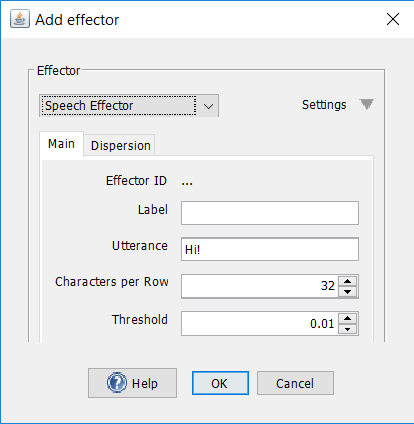 Add effector
Effector
Speech Effector
Settings
Main
Dispersion
Effector ID ...
Label
Utterance Hi!
Characters per Row 32
Threshold 0.01
Help
OK
Cancel